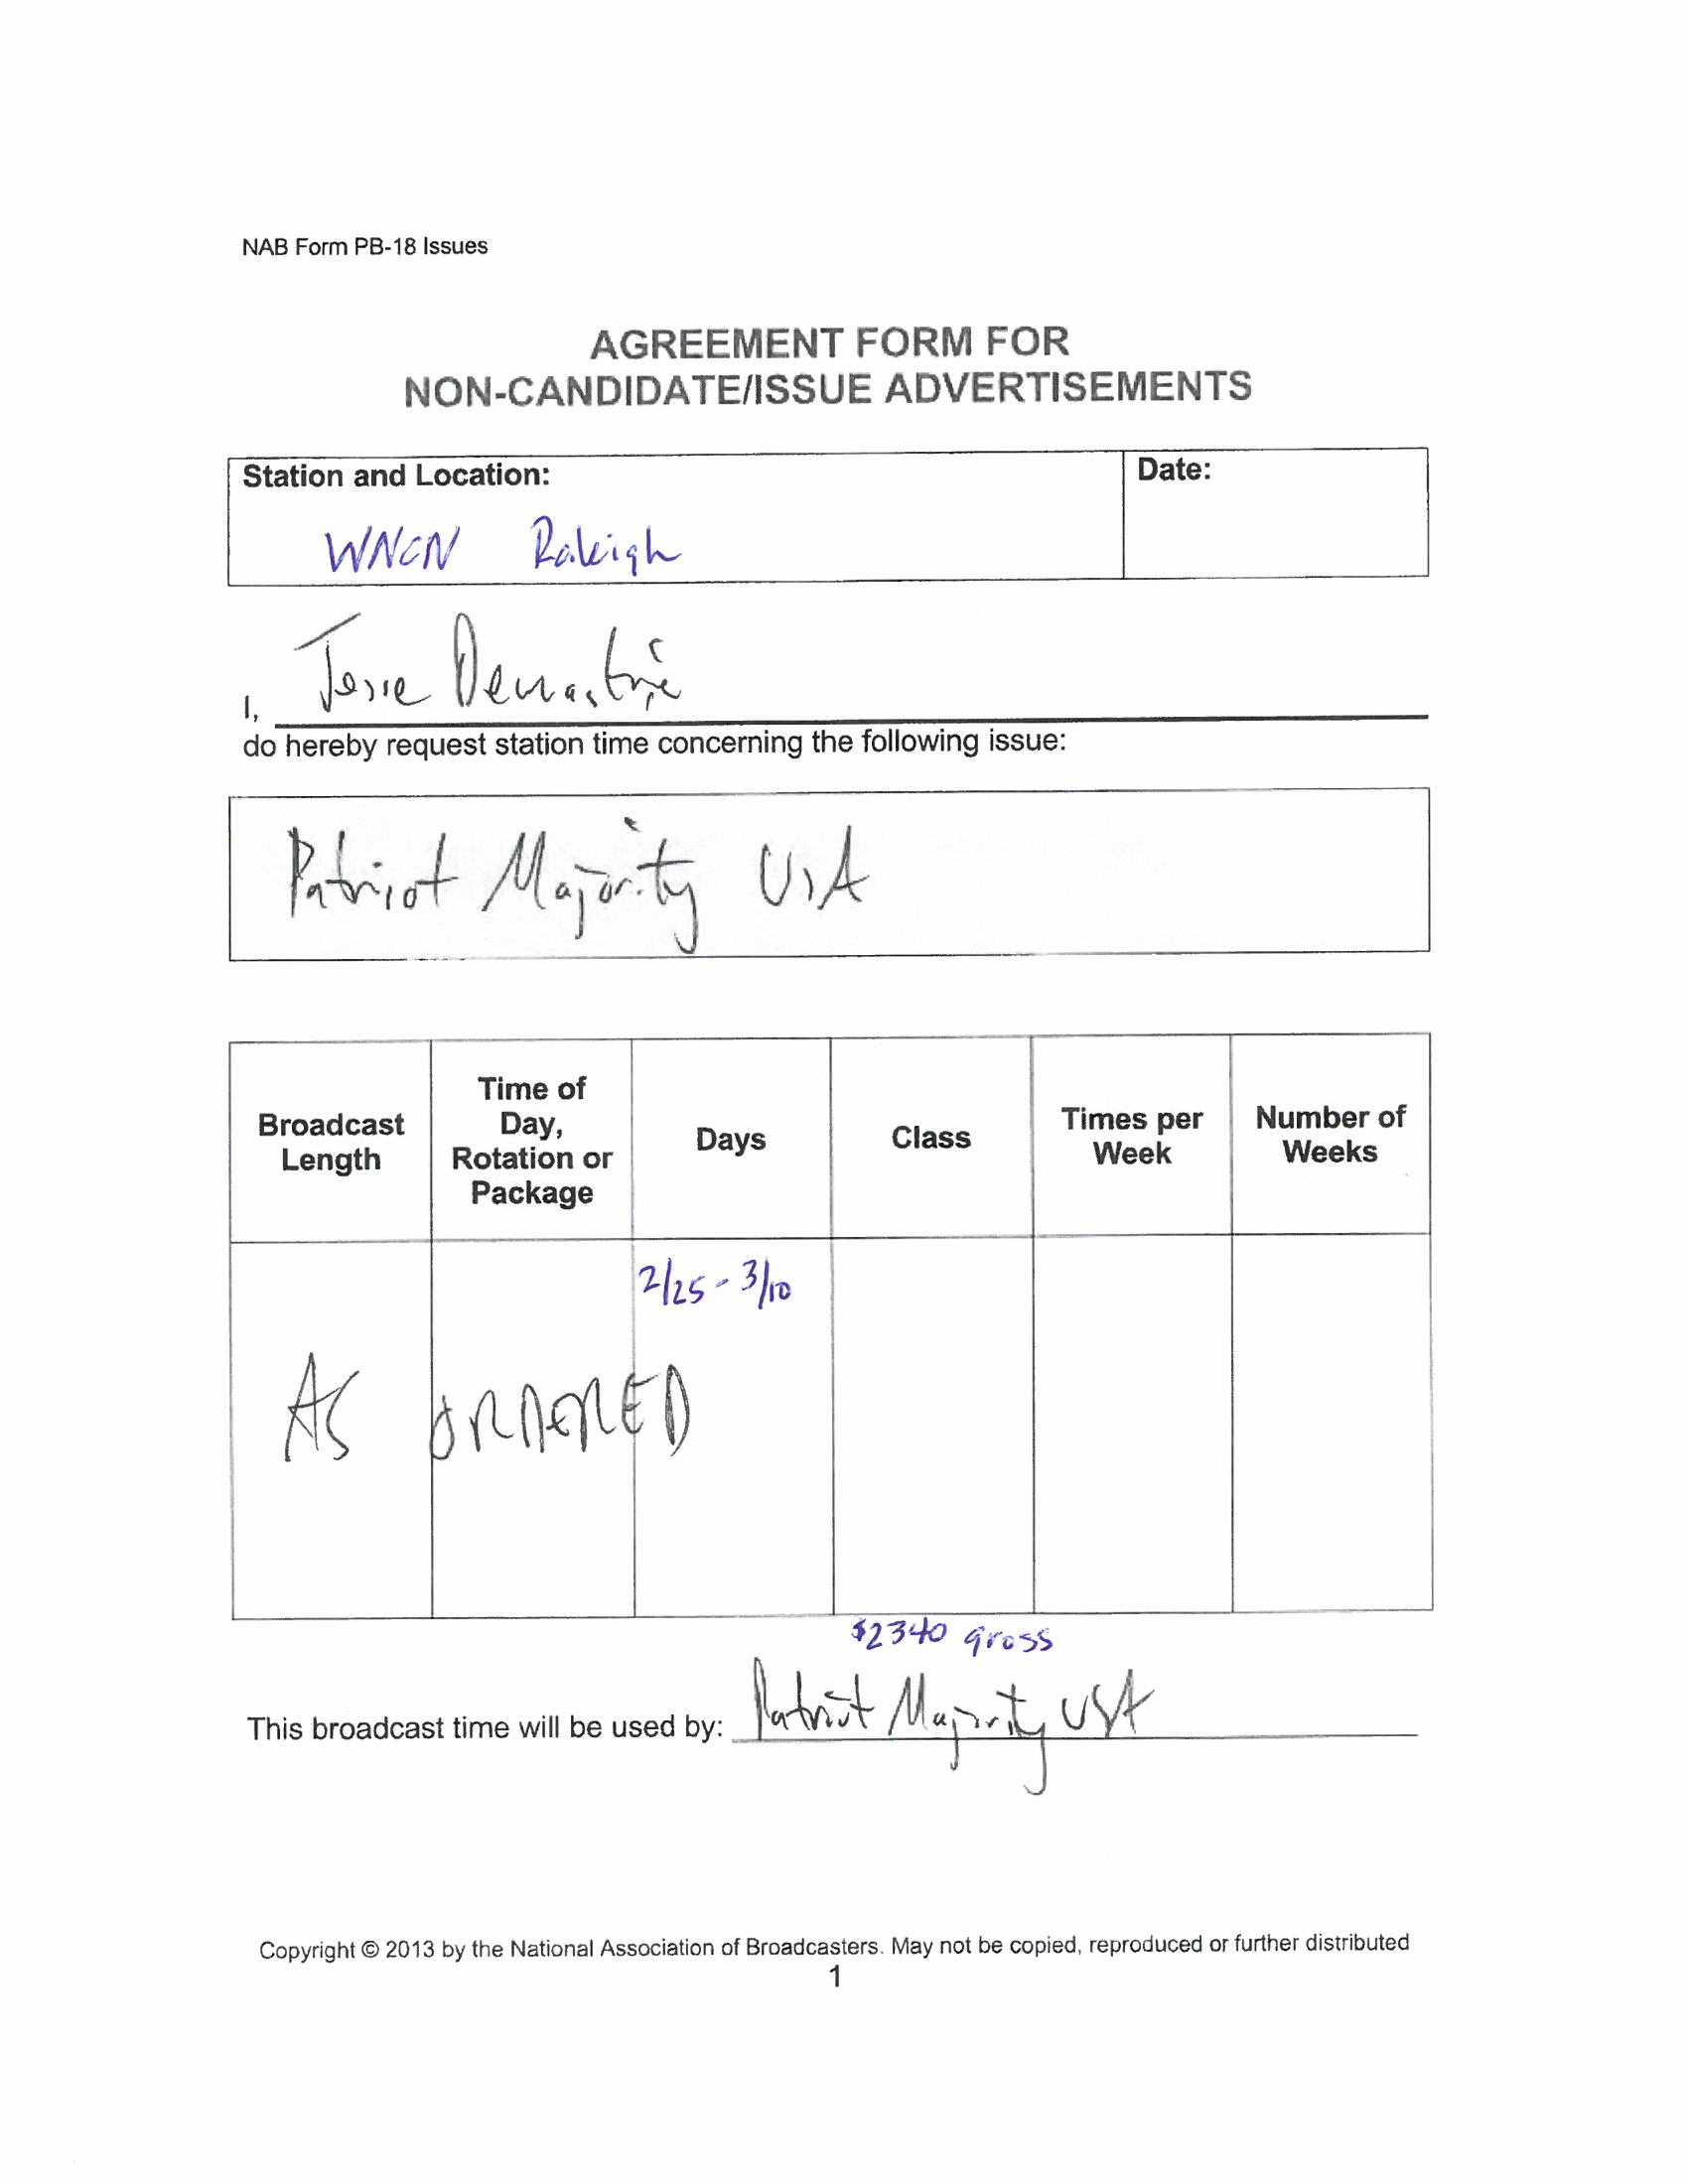 NAB Form PB-18 Issues
AGREEMENT FORM FOR
NON-CANDIDATE/ISSUE ADVERTISEMENTS
Station and Location:
Date:
WNCN Raleigh
I, Jesse Demastrie
do hereby request station time concerning the following issue:
Patriot Majority USA
Broadcast Length
Time of Day, Rotation or Package
Days
Class
Times per Week
Number of Weeks
2/25 - 3/10
AS ORDERED
$2340 gross
This broadcast time will be used by: Patriot Majority USA
Copyright © 2013 by the National Association of Broadcasters. May not be copied, reproduced or further distributed
1